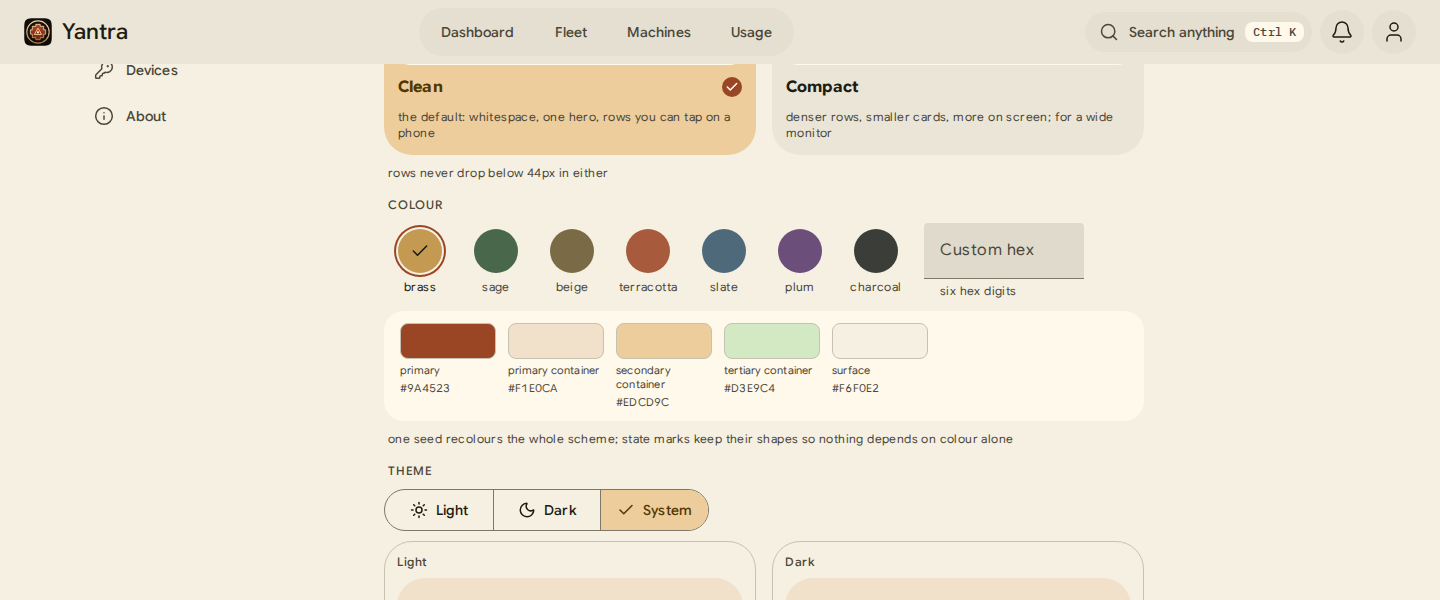 Yantra
Dashboard
Fleet
Machines
Usage
Search anything
Ctrl K
Devices
About
Clean
the default: whitespace, one hero, rows you can tap on a
phone
Compact
denser rows, smaller cards, more on screen; for a wide
monitor
rows never drop below 44px in either
COLOUR
brass
sage
beige
terracotta
slate
plum
charcoal
Custom hex
six hex digits
primary
#9A4523
primary container
#F1E0CA
secondary
container
#EDCD9C
tertiary container
#D3E9C4
surface
#F6F0E2
one seed recolours the whole scheme; state marks keep their shapes so nothing depends on colour alone
THEME
Light
Dark
System
Light
Dark